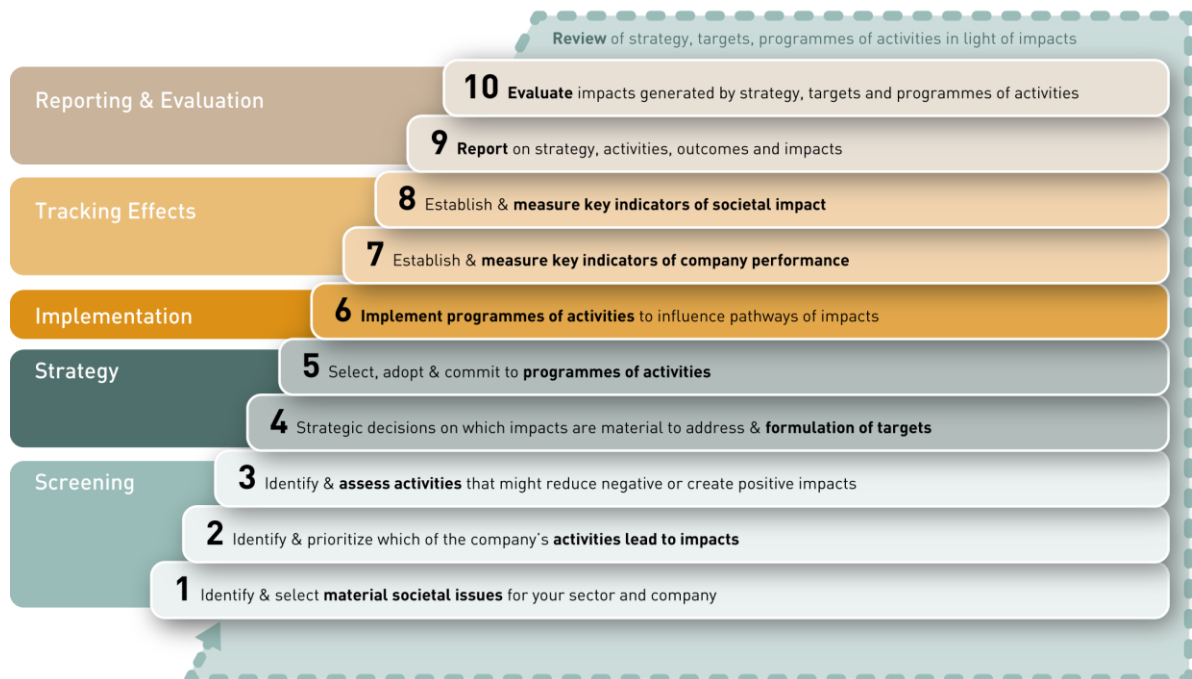 Review of strategy, targets, programmes of activities in light of impacts
Reporting & Evaluation
10 Evaluate impacts generated by strategy, targets and programmes of activities
9 Report on strategy, activities, outcomes and impacts
Tracking Effects
8 Establish & measure key indicators of societal impact
7 Establish & measure key indicators of company performance
Implementation
6 Implement programmes of activities to influence pathways of impacts
Strategy
5 Select, adopt & commit to programmes of activities
4 Strategic decisions on which impacts are material to address & formulation of targets
Screening
3 Identify & assess activities that might reduce negative or create positive impacts
2 Identify & prioritize which of the company's activities lead to impacts
1 Identify & select material societal issues for your sector and company